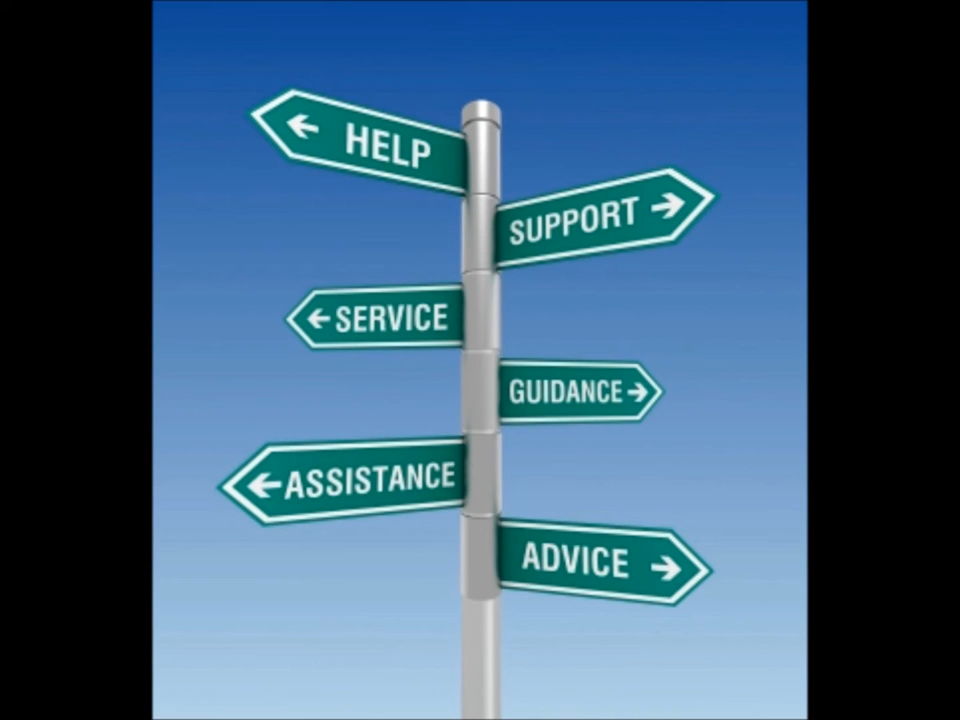 ← HELP
SUPPORT →
← SERVICE
GUIDANCE →
← ASSISTANCE
ADVICE →